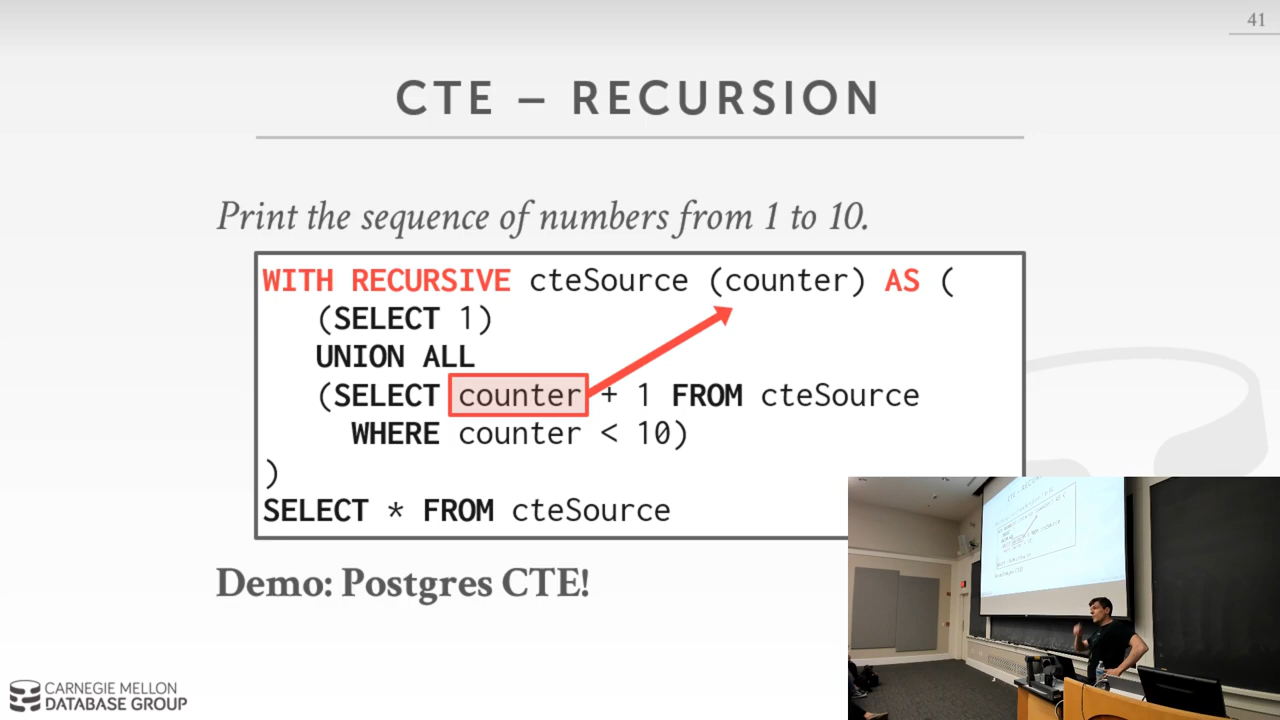 41
CTE – RECURSION
Print the sequence of numbers from 1 to 10.
WITH RECURSIVE cteSource (counter) AS (
(SELECT 1)
UNION ALL
(SELECT counter + 1 FROM cteSource
WHERE counter < 10)
)
SELECT * FROM cteSource
Demo: Postgres CTE!
CARNEGIE MELLON
DATABASE GROUP